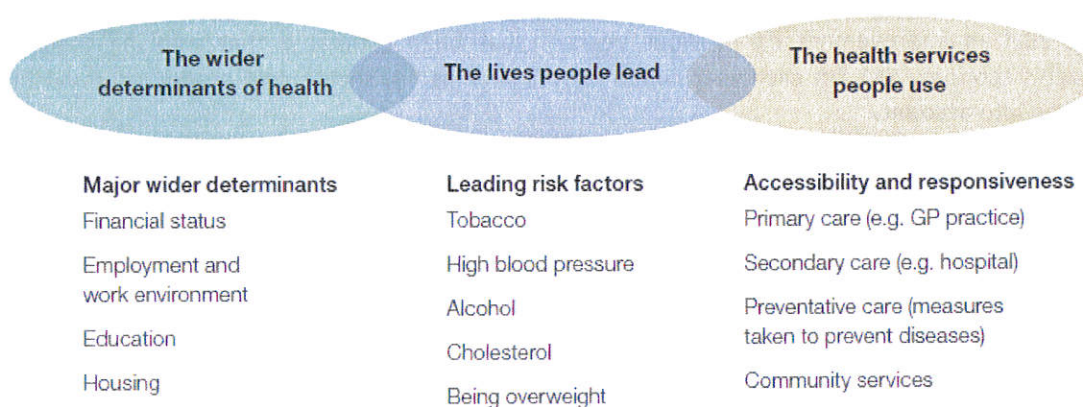 The wider
determinants of health
The lives people lead
The health services
people use
Major wider determinants
Financial status
Employment and
work environment
Education
Housing
Leading risk factors
Tobacco
High blood pressure
Alcohol
Cholesterol
Being overweight
Accessibility and responsiveness
Primary care (e.g. GP practice)
Secondary care (e.g. hospital)
Preventative care (measures
taken to prevent diseases)
Community services